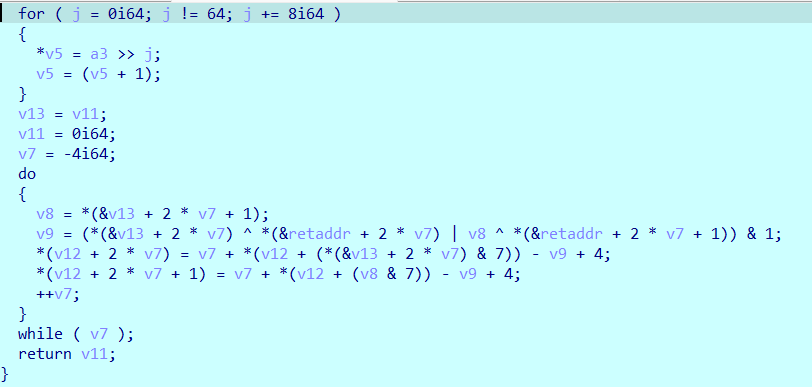 for ( j = 0i64; j != 64; j += 8i64 )
{
*v5 = a3 >> j;
v5 = (v5 + 1);
}
v13 = v11;
v11 = 0i64;
v7 = -4i64;
do
{
v8 = *(&v13 + 2 * v7 + 1);
v9 = (*(&v13 + 2 * v7) ^ *(&retaddr + 2 * v7) | v8 ^ *(&retaddr + 2 * v7 + 1)) & 1;
*(v12 + 2 * v7) = v7 + *(v12 + (*(&v13 + 2 * v7) & 7)) - v9 + 4;
*(v12 + 2 * v7 + 1) = v7 + *(v12 + (v8 & 7)) - v9 + 4;
++v7;
}
while ( v7 );
return v11;
}